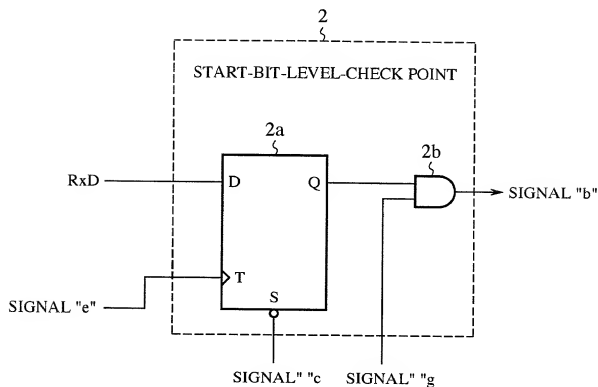 2
START-BIT-LEVEL-CHECK POINT
2a
2b
RxD
D
Q
SIGNAL "b"
T
SIGNAL "e"
S
SIGNAL" "c
SIGNAL" "g